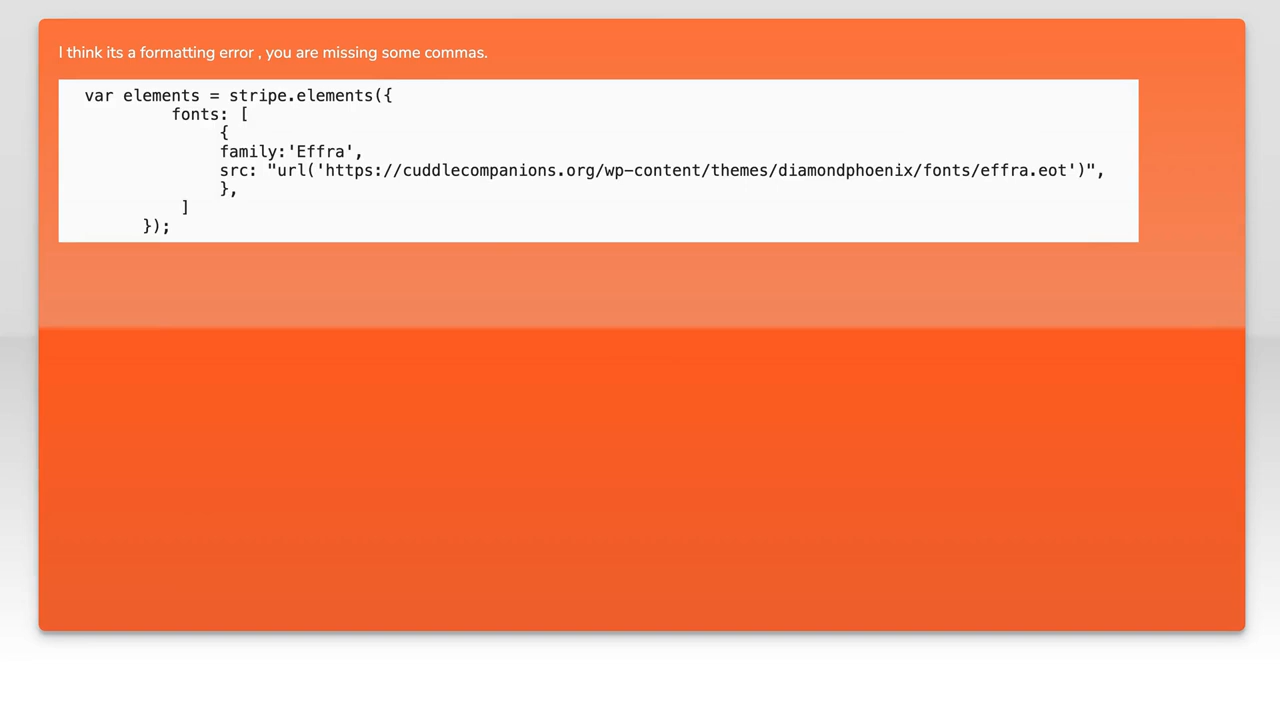 I think its a formatting error , you are missing some commas.
var elements = stripe.elements({
fonts: [
{
family:'Effra',
src: "url('https://cuddlecompanions.org/wp-content/themes/diamondphoenix/fonts/effra.eot')",
},
]
});